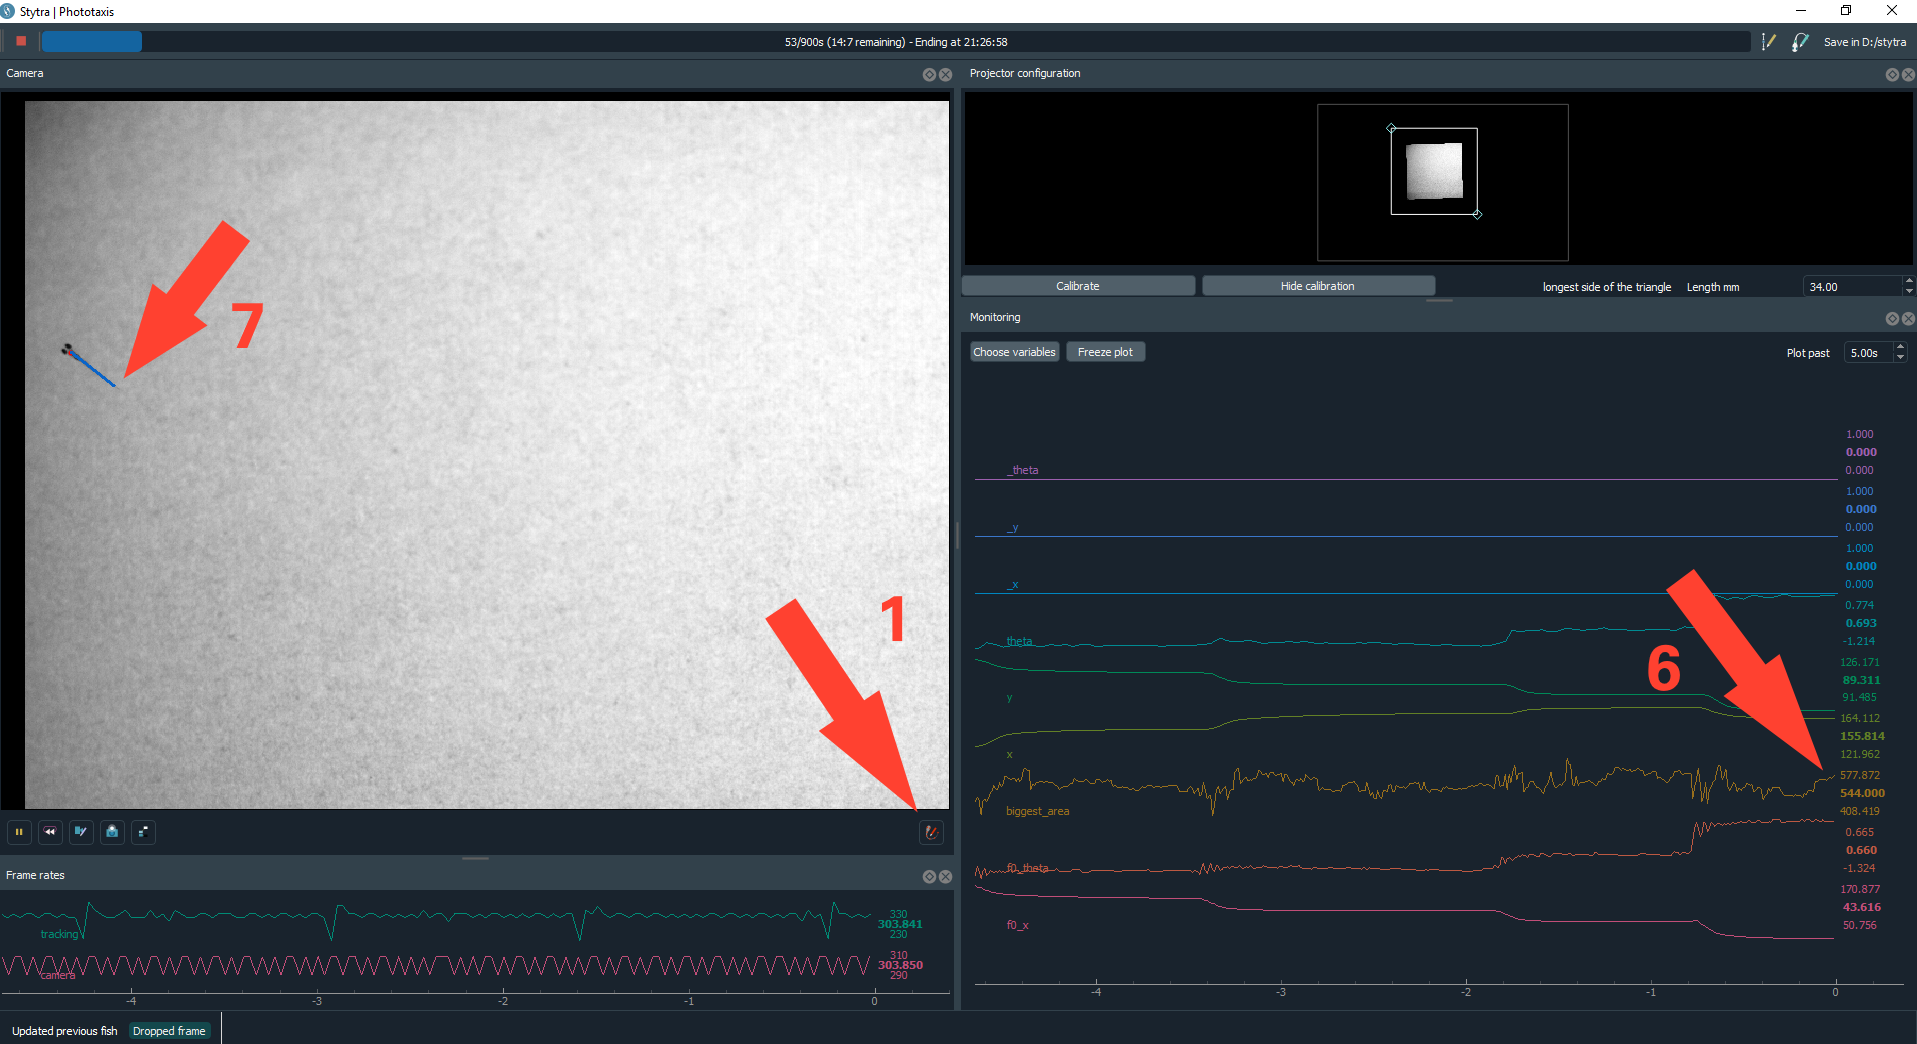 Stytra | Phototaxis
53/900s (14:7 remaining) - Ending at 21:26:58
Save in D:/stytra
Camera
Projector configuration
Calibrate
Hide calibration
longest side of the triangle
Length mm
34.00
Monitoring
Choose variables
Freeze plot
Plot past
5.00s
7
1
6
1.000
0.000
_theta
0.000
1.000
0.000
_y
0.000
1.000
0.000
_x
0.000
0.774
0.693
theta
-1.214
126.171
89.311
y
91.485
164.112
155.814
x
121.962
577.872
544.000
biggest_area
408.419
0.665
0.660
f0_theta
-1.324
170.877
43.616
f0_x
50.756
-4
-3
-2
-1
0
Frame rates
330
303.841
tracking
230
310
303.850
camera
290
-4
-3
-2
-1
0
Updated previous fish
Dropped frame